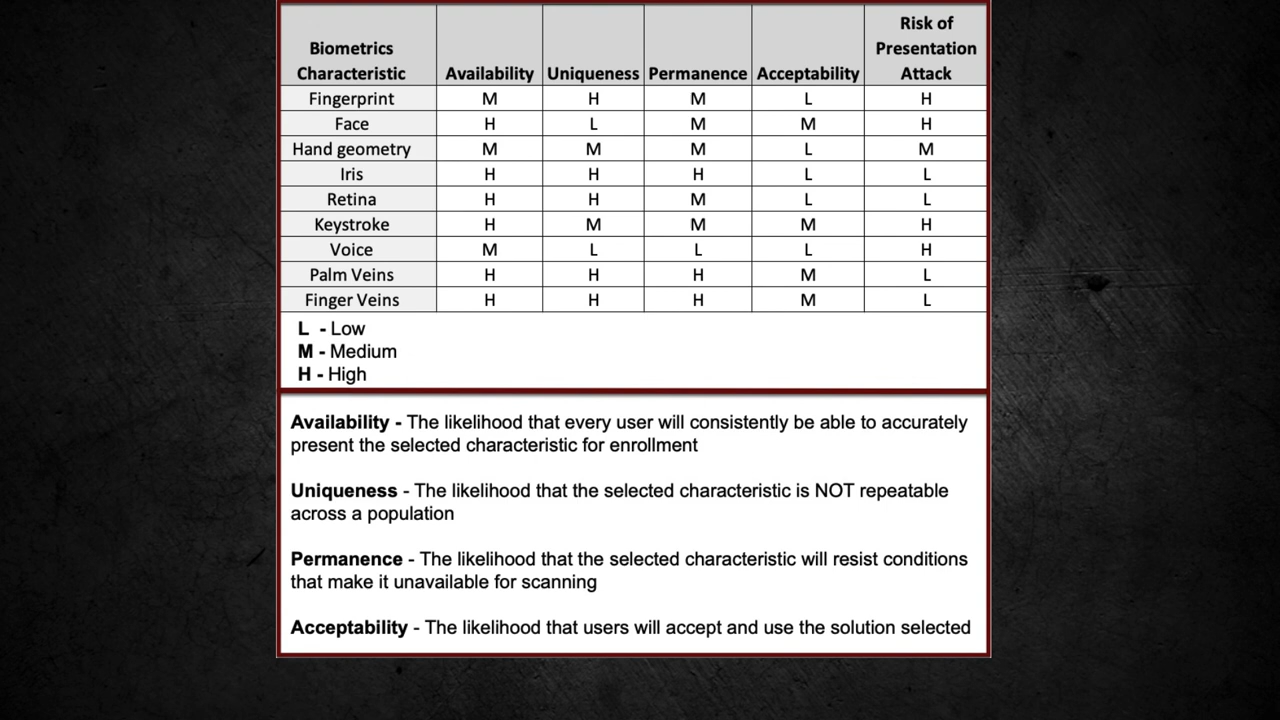 Biometrics Characteristic Availability Uniqueness Permanence Acceptability Risk of Presentation Attack
Fingerprint M H M L H
Face H L M M H
Hand geometry M M M L M
Iris H H H L L
Retina H H M L L
Keystroke H M M M H
Voice M L L L H
Palm Veins H H H M L
Finger Veins H H H M L
L - Low
M - Medium
H - High
Availability - The likelihood that every user will consistently be able to accurately
present the selected characteristic for enrollment
Uniqueness - The likelihood that the selected characteristic is NOT repeatable
across a population
Permanence - The likelihood that the selected characteristic will resist conditions
that make it unavailable for scanning
Acceptability - The likelihood that users will accept and use the solution selected